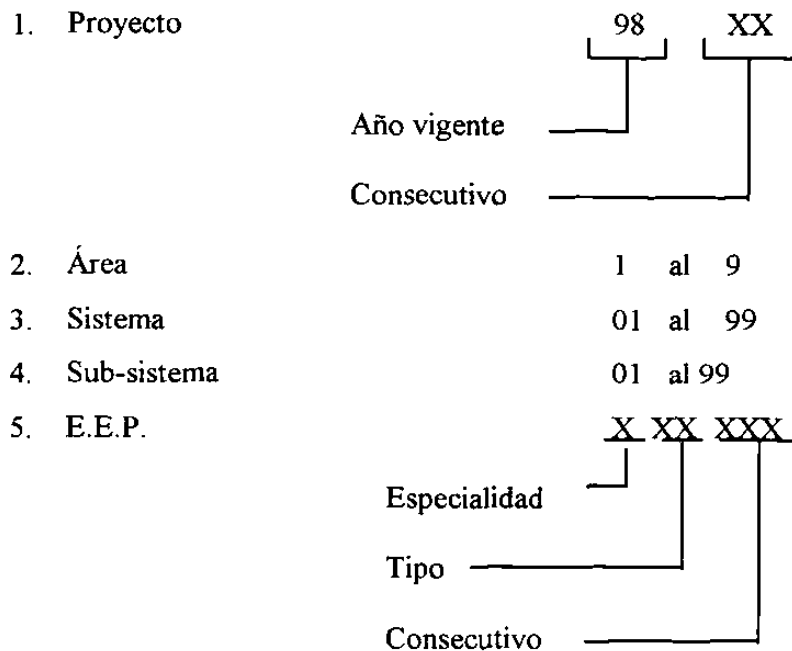 1. Proyecto 98 XX
Año vigente
Consecutivo
2. Área 1 al 9
3. Sistema 01 al 99
4. Sub-sistema 01 al 99
5. E.E.P. X XX XXX
Especialidad
Tipo
Consecutivo